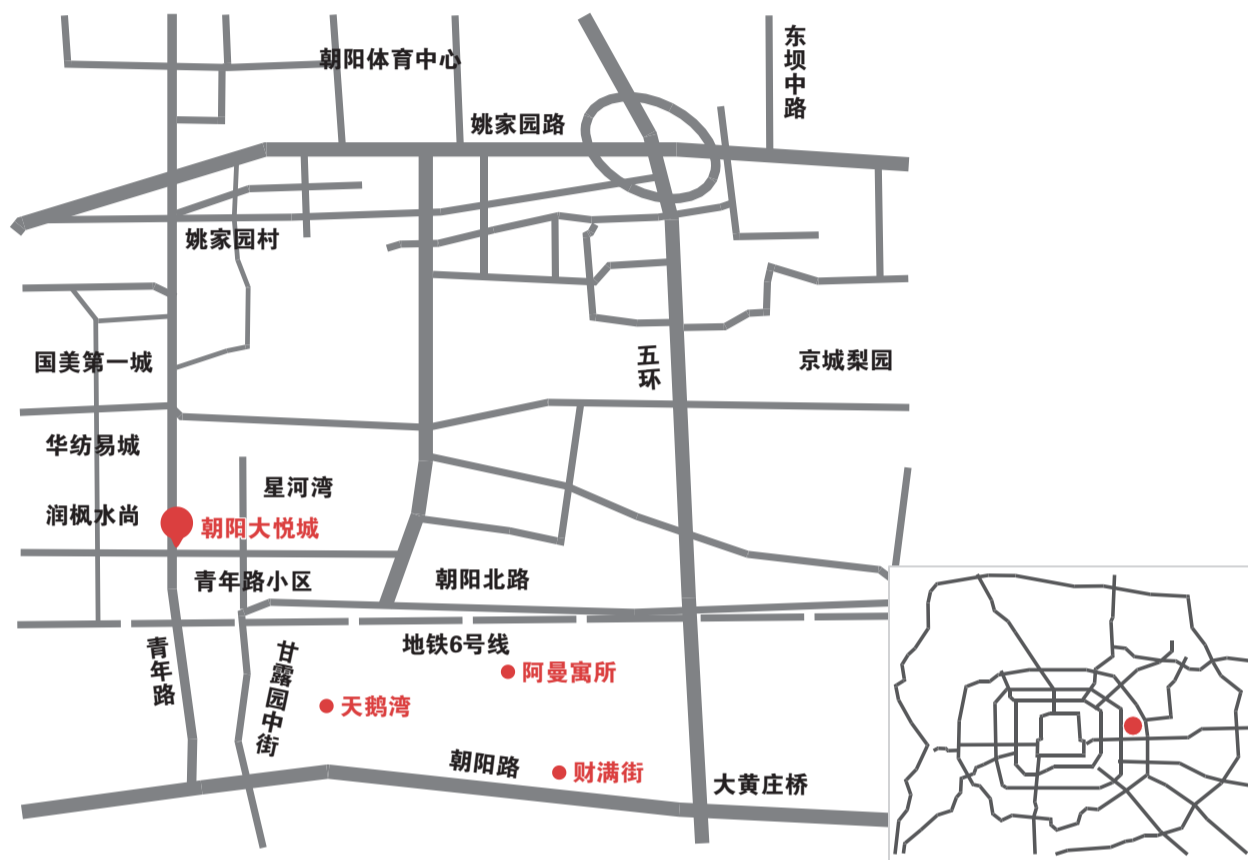 东坝中路
朝阳体育中心
姚家园路
姚家园村
五环
国美第一城
京城梨园
华纺易城
星河湾
润枫水尚
朝阳大悦城
青年路小区
朝阳北路
地铁6号线
青年路
甘露园中街
阿曼寓所
天鹅湾
朝阳路
财满街
大黄庄桥